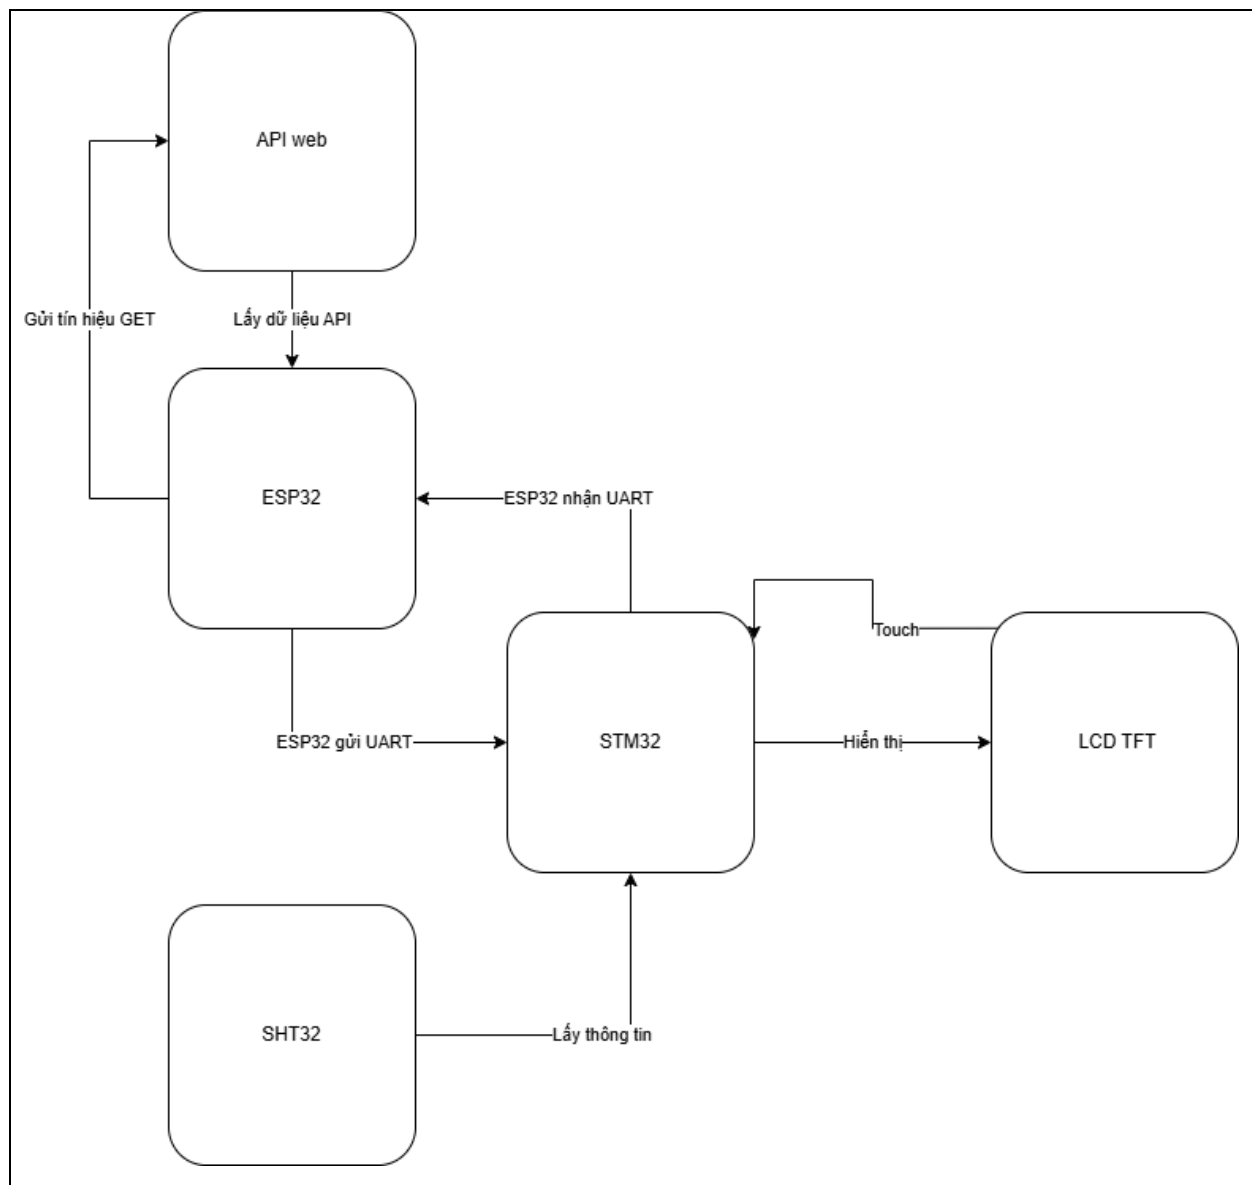 API web
Gửi tín hiệu GET
Lấy dữ liệu API
ESP32
ESP32 nhận UART
Touch
ESP32 gửi UART
STM32
Hiển thị
LCD TFT
SHT32
Lấy thông tin